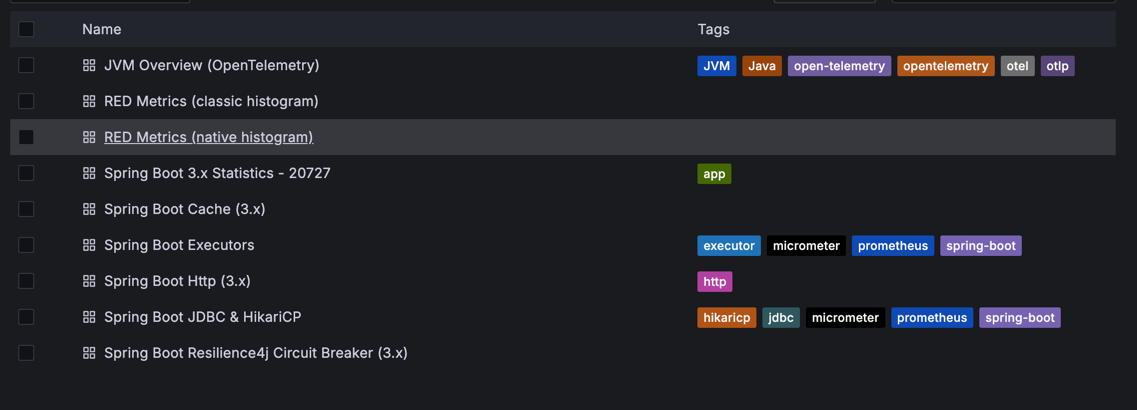 Name Tags
JVM Overview (OpenTelemetry) JVM Java open-telemetry opentelemetry otel otlp
RED Metrics (classic histogram)
RED Metrics (native histogram)
Spring Boot 3.x Statistics - 20727 app
Spring Boot Cache (3.x)
Spring Boot Executors executor micrometer prometheus spring-boot
Spring Boot Http (3.x) http
Spring Boot JDBC & HikariCP hikaricp jdbc micrometer prometheus spring-boot
Spring Boot Resilience4j Circuit Breaker (3.x)